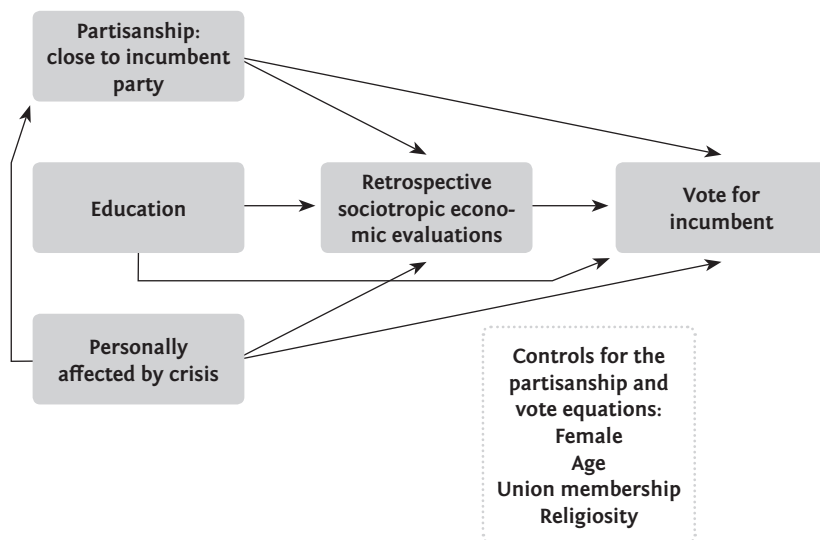 Partisanship:
close to incumbent
party
Education
Retrospective
sociotropic econo-
mic evaluations
Vote for
incumbent
Personally
affected by crisis
Controls for the
partisanship and
vote equations:
Female
Age
Union membership
Religiosity